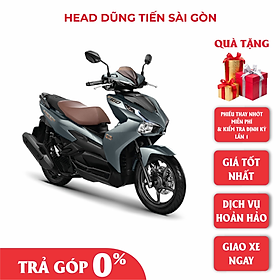 HEAD DŨNG TIẾN SÀI GÒN
QUÀ TẶNG
PHIẾU THAY NHỚT
MIỄN PHÍ
& KIỂM TRA ĐỊNH KỲ
LẦN 1
GIÁ TỐT
NHẤT
DỊCH VỤ
HOÀN HẢO
GIAO XE
NGAY
TRẢ GÓP 0%